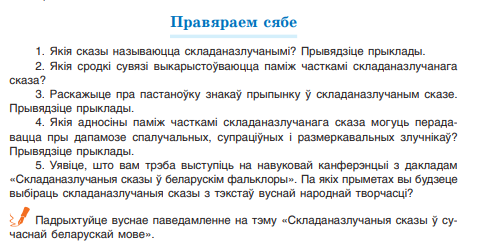 Правяраем сябе
1. Якія сказы называюцца складаназлучанымі? Прывядзіце прыклады.
2. Якія сродкі сувязі выкарыстоўваюцца паміж часткамі складаназлучанага
сказа?
3. Раскажыце пра пастаноўку знакаў прыпынку ў складаназлучаным сказе.
Прывядзіце прыклады.
4. Якія адносіны паміж часткамі складаназлучанага сказа могуць перада-
вацца пры дапамозе спалучальных, супраціўных і размеркавальных злучнікаў?
Прывядзіце прыклады.
5. Уявіце, што вам трэба выступіць на навуковай канферэнцыі з дакладам
«Складаназлучаныя сказы ў беларускім фальклоры». Па якіх прыметах вы будзеце
выбіраць складаназлучаныя сказы з тэкстаў вуснай народнай творчасці?
Падрыхтуйце вуснае паведамленне на тэму «Складаназлучаныя сказы ў су-
часнай беларускай мове».